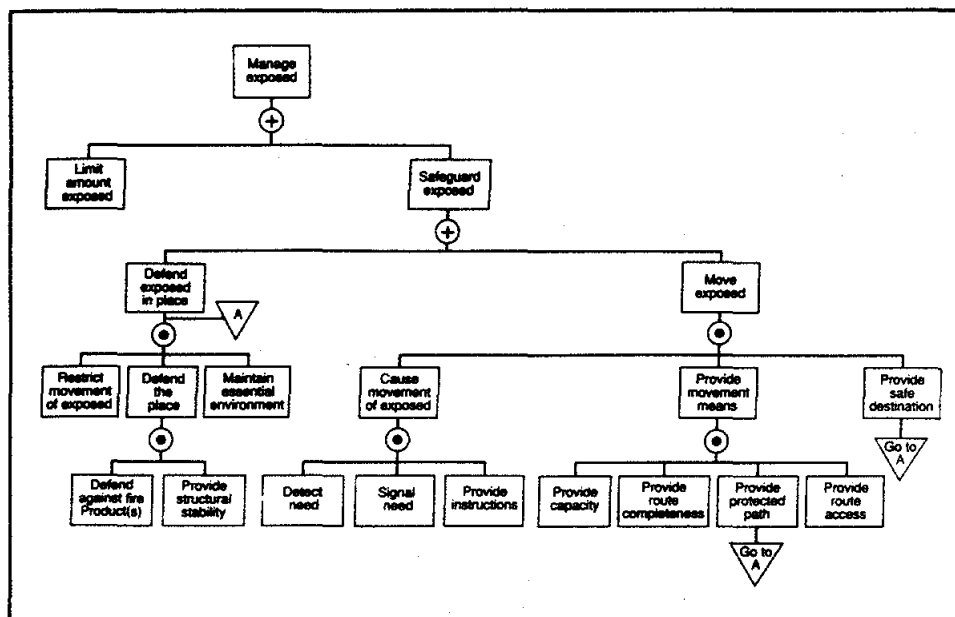 Manage
exposed
+
Limit
amount
exposed
Safeguard
exposed
+
Defend
exposed
in place
A
Move
exposed
Restrict
movement
of exposed
Defend
the
place
Maintain
essential
environment
Cause
movement
of exposed
Provide
movement
means
Provide
safe
destination
Go to
A
Defend
against fire
Product(s)
Provide
structural
stability
Detect
need
Signal
need
Provide
instructions
Provide
capacity
Provide
route
completeness
Provide
protected
path
Provide
route
access
Go to
A